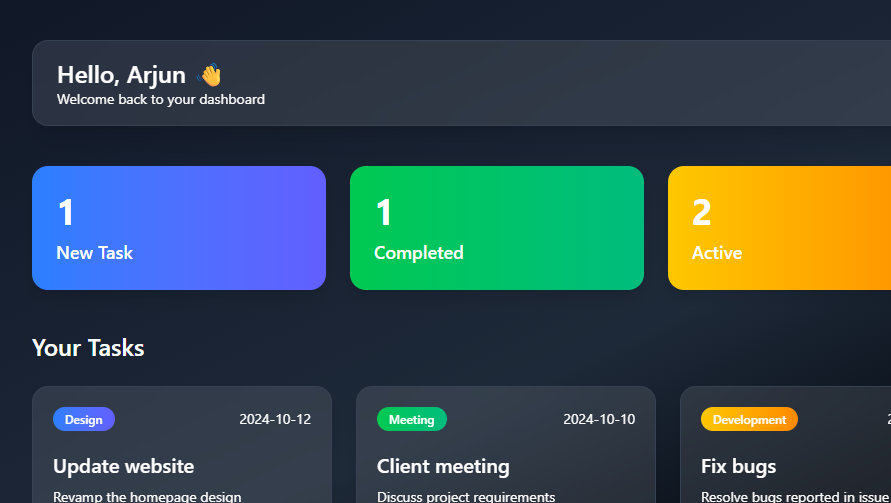 Hello, Arjun 👋
Welcome back to your dashboard
1
New Task
1
Completed
2
Active
Your Tasks
Design
2024-10-12
Update website
Revamp the homepage design
Meeting
2024-10-10
Client meeting
Discuss project requirements
Development
2
Fix bugs
Resolve bugs reported in issue